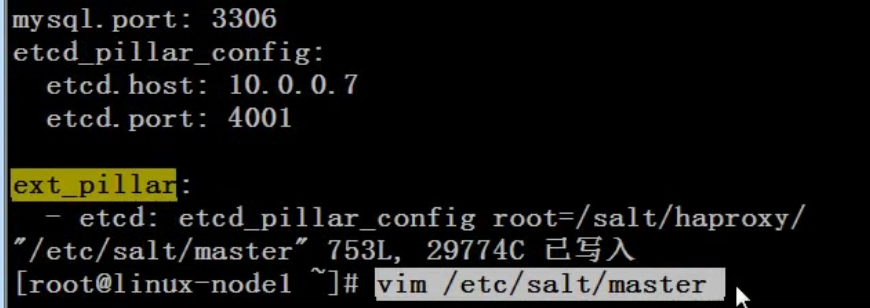 mysql.port: 3306
etcd_pillar_config:
  etcd.host: 10.0.0.7
  etcd.port: 4001
ext_pillar:
  - etcd: etcd_pillar_config root=/salt/haproxy/
"/etc/salt/master" 753L, 29774C 已写入
[root@linux-node1 ~]# vim /etc/salt/master